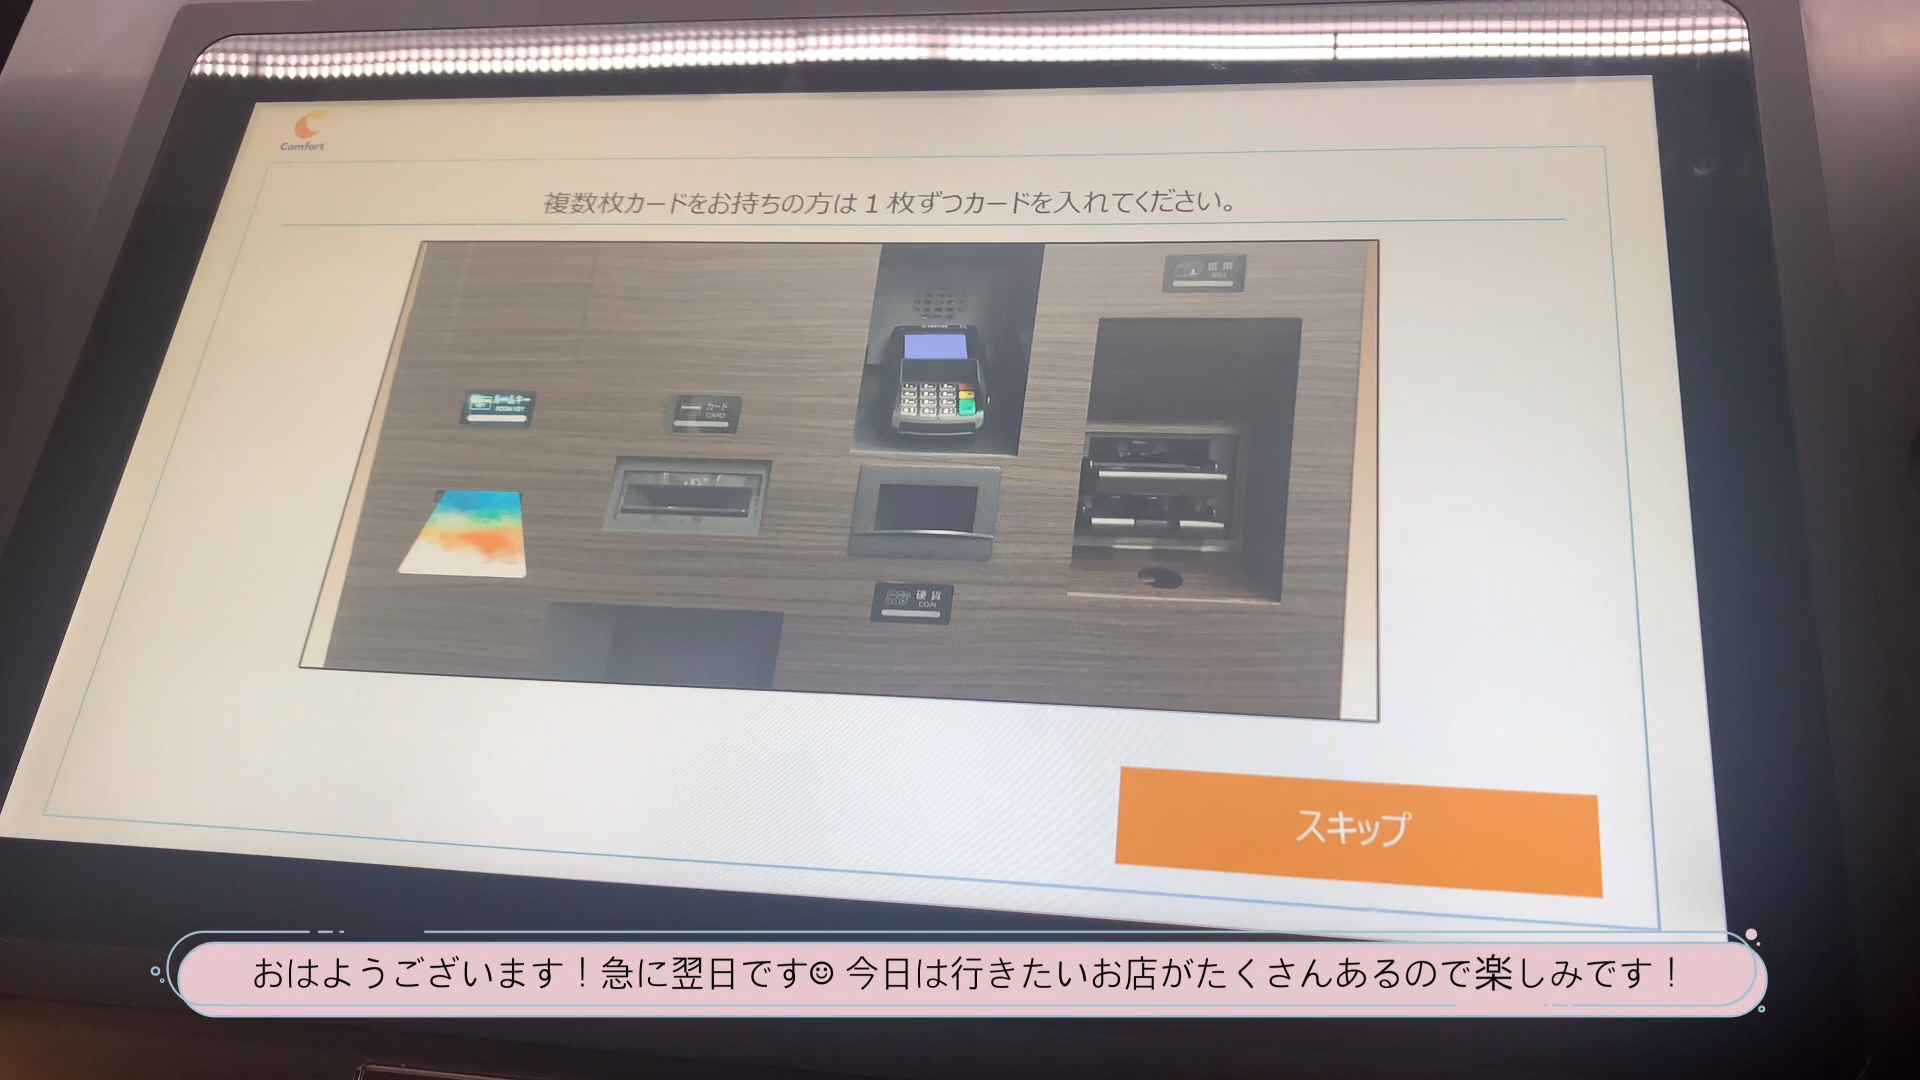 Comfort
複数枚カードをお持ちの方は1枚ずつカードを入れてください。
紙幣
BILL
ルームキー
ROOM KEY
カード
CARD
硬貨
COIN
スキップ
おはようございます！急に翌日です☺ 今日は行きたいお店がたくさんあるので楽しみです！